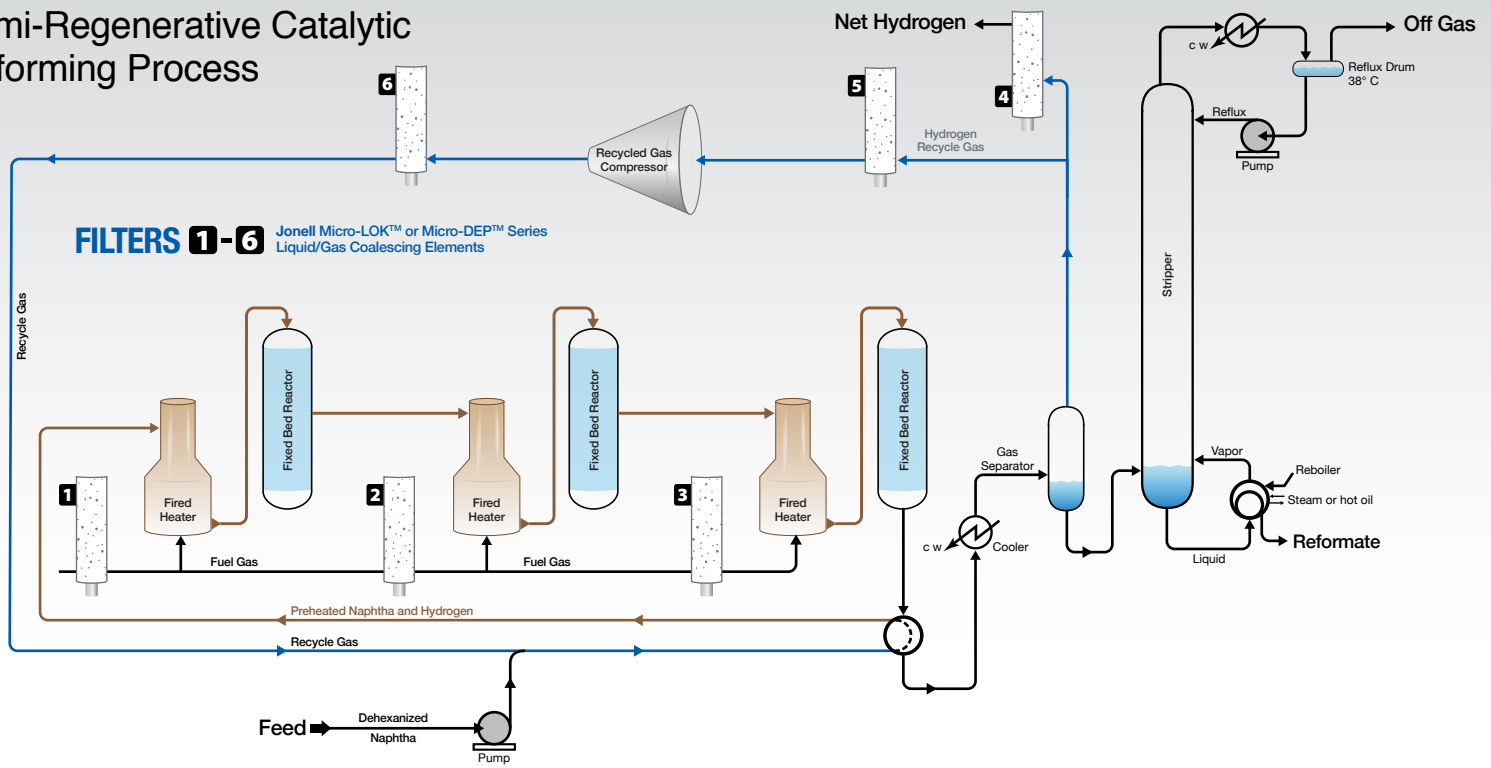 mi-Regenerative Catalytic
forming Process
Net Hydrogen
4
c w
Off Gas
Reflux Drum
38° C
Reflux
Pump
6
5
Hydrogen
Recycle Gas
Recycled Gas
Compressor
FILTERS 1-6
Jonell Micro-LOK™ or Micro-DEP™ Series
Liquid/Gas Coalescing Elements
Recycle Gas
Stripper
Fixed Bed Reactor
Fixed Bed Reactor
Fixed Bed Reactor
1
Fired
Heater
2
Fired
Heater
3
Fired
Heater
Fuel Gas
Fuel Gas
Gas
Separator
c w
Cooler
Vapor
Reboiler
Steam or hot oil
Reformate
Liquid
Preheated Naphtha and Hydrogen
Recycle Gas
Feed
Dehexanized
Naphtha
Pump